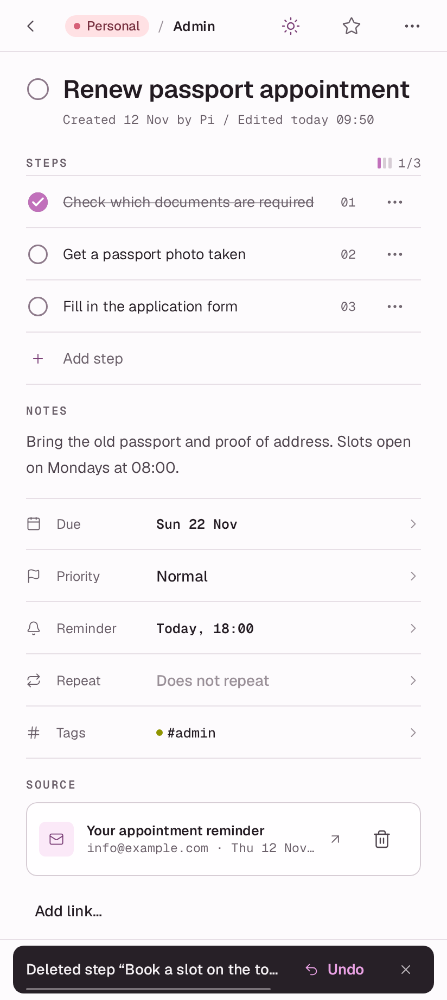 Personal / Admin
Renew passport appointment
Created 12 Nov by Pi / Edited today 09:50
STEPS 1/3
Check which documents are required 01
Get a passport photo taken 02
Fill in the application form 03
+ Add step
NOTES
Bring the old passport and proof of address. Slots open
on Mondays at 08:00.
Due Sun 22 Nov
Priority Normal
Reminder Today, 18:00
Repeat Does not repeat
Tags #admin
SOURCE
Your appointment reminder
info@example.com · Thu 12 Nov…
Add link…
Deleted step “Book a slot on the to… Undo